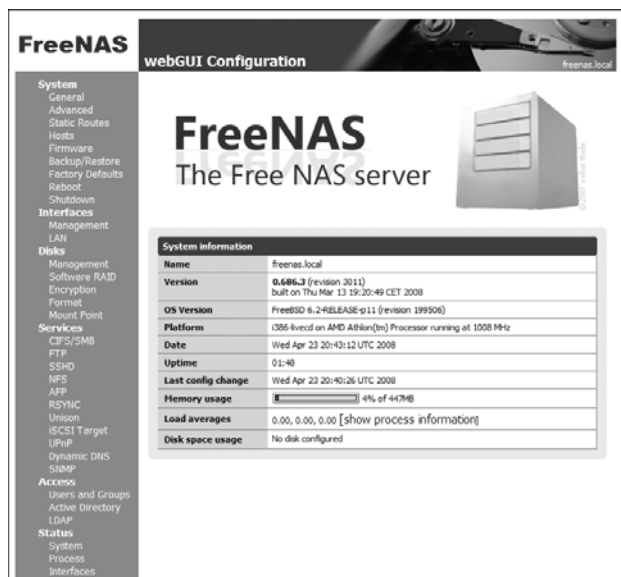 FreeNAS
webGUI Configuration
freenas.local
System
General
Advanced
Static Routes
Hosts
Firmware
Backup/Restore
Factory Defaults
Reboot
Shutdown
Interfaces
Management
LAN
Disks
Management
Software RAID
Encryption
Format
Mount Point
Services
CIFS/SMB
FTP
SSHD
NFS
AFP
RSYNC
Unison
iSCSI Target
UPnP
Dynamic DNS
SNMP
Access
Users and Groups
Active Directory
LDAP
Status
System
Process
Interfaces
FreeNAS
The Free NAS server
System information
Name freenas.local
Version 0.686.3 (revision 3011)
built on Thu Mar 13 19:20:49 CET 2008
OS Version FreeBSD 6.2-RELEASE-p11 (revision 199506)
Platform i386-livecd on AMD Athlon(tm) Processor running at 1008 MHz
Date Wed Apr 23 20:43:12 UTC 2008
Uptime 01:48
Last config change Wed Apr 23 20:40:26 UTC 2008
Memory usage 4% of 447MB
Load averages 0.00, 0.00, 0.00 [show process information]
Disk space usage No disk configured